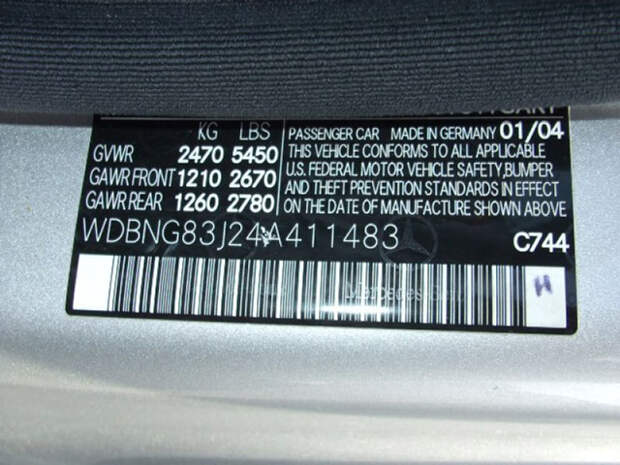 KG LBS
GVWR 2470 5450
GAWR FRONT 1210 2670
GAWR REAR 1260 2780
PASSENGER CAR MADE IN GERMANY 01/04
THIS VEHICLE CONFORMS TO ALL APPLICABLE
U.S. FEDERAL MOTOR VEHICLE SAFETY, BUMPER
AND THEFT PREVENTION STANDARDS IN EFFECT
ON THE DATE OF MANUFACTURE SHOWN ABOVE
WDBNG83J24A411483 C744
Mercedes-Benz
H